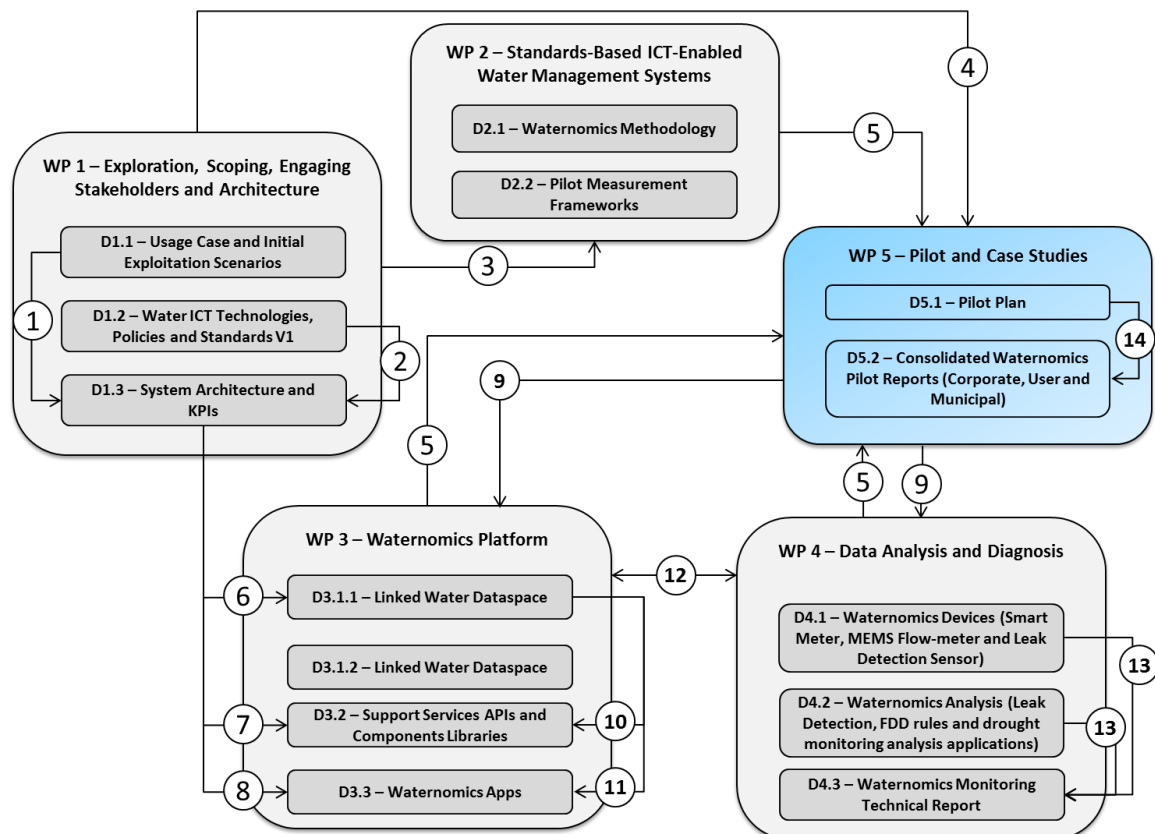 WP 2 – Standards-Based ICT-Enabled
Water Management Systems
D2.1 – Waternomics Methodology
D2.2 – Pilot Measurement
Frameworks
4
5
WP 1 – Exploration, Scoping, Engaging
Stakeholders and Architecture
D1.1 – Usage Case and Initial
Exploitation Scenarios
D1.2 – Water ICT Technologies,
Policies and Standards V1
D1.3 – System Architecture and
KPIs
1
2
3
WP 5 – Pilot and Case Studies
D5.1 – Pilot Plan
D5.2 – Consolidated Waternomics
Pilot Reports (Corporate, User and
Municipal)
14
9
5
5
9
WP 3 – Waternomics Platform
D3.1.1 – Linked Water Dataspace
D3.1.2 – Linked Water Dataspace
D3.2 – Support Services APIs and
Components Libraries
D3.3 – Waternomics Apps
6
7
8
10
11
12
WP 4 – Data Analysis and Diagnosis
D4.1 – Waternomics Devices (Smart
Meter, MEMS Flow-meter and Leak
Detection Sensor)
D4.2 – Waternomics Analysis (Leak
Detection, FDD rules and drought
monitoring analysis applications)
D4.3 – Waternomics Monitoring
Technical Report
13
13